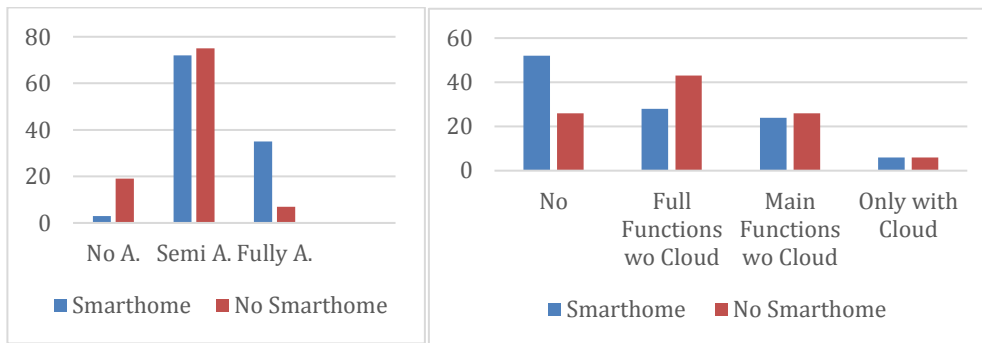 80
60
40
20
0
No A. Semi A. Fully A.
Smarthome No Smarthome
60
40
20
0
No Full Main Only with
Functions Functions Cloud
wo Cloud wo Cloud
Smarthome No Smarthome